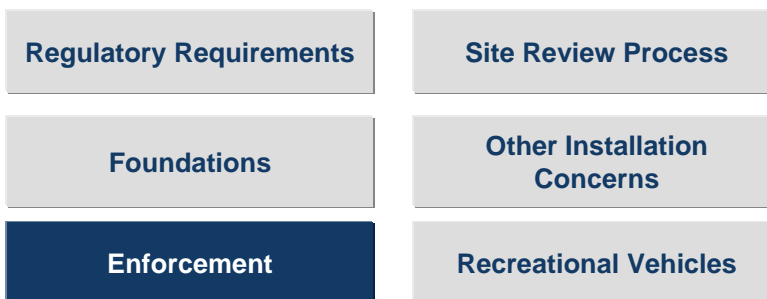 Regulatory Requirements
Site Review Process
Foundations
Other Installation
Concerns
Enforcement
Recreational Vehicles